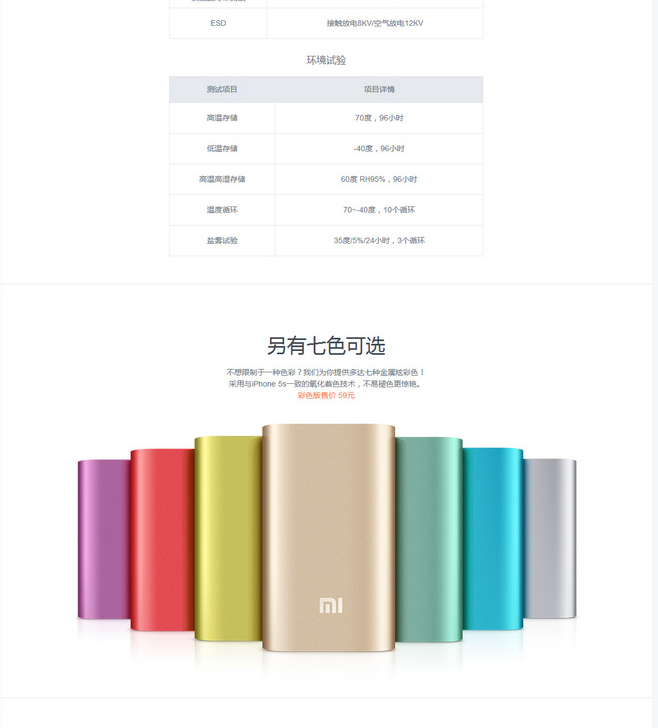 ESD 接触放电8KV/空气放电12KV
环境试验
测试项目 项目详情
高温存储 70度，96小时
低温存储 -40度，96小时
高温高湿存储 60度 RH95%，96小时
温度循环 70~-40度，10个循环
盐雾试验 35度/5%/24小时，3个循环
另有七色可选
不想限制于一种色彩？我们为你提供多达七种金属炫彩色！
采用与iPhone 5s一致的氧化着色技术，不易褪色更惊艳。
彩色版售价 59元
MI